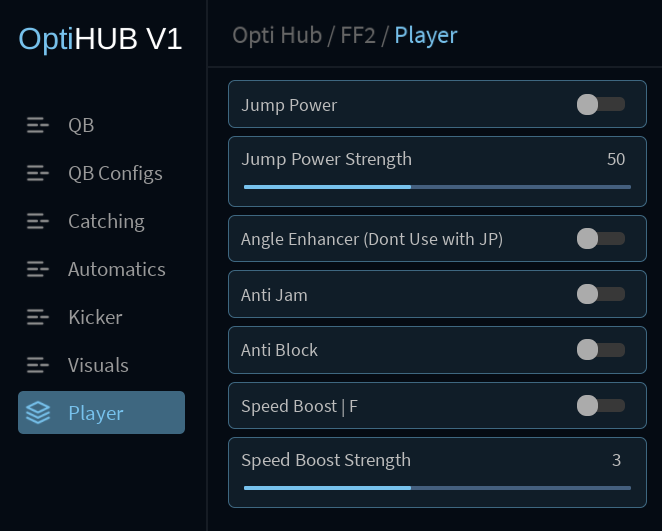 OptiHUB V1
QB
QB Configs
Catching
Automatics
Kicker
Visuals
Player
Opti Hub / FF2 / Player
Jump Power
Jump Power Strength 50
Angle Enhancer (Dont Use with JP)
Anti Jam
Anti Block
Speed Boost | F
Speed Boost Strength 3